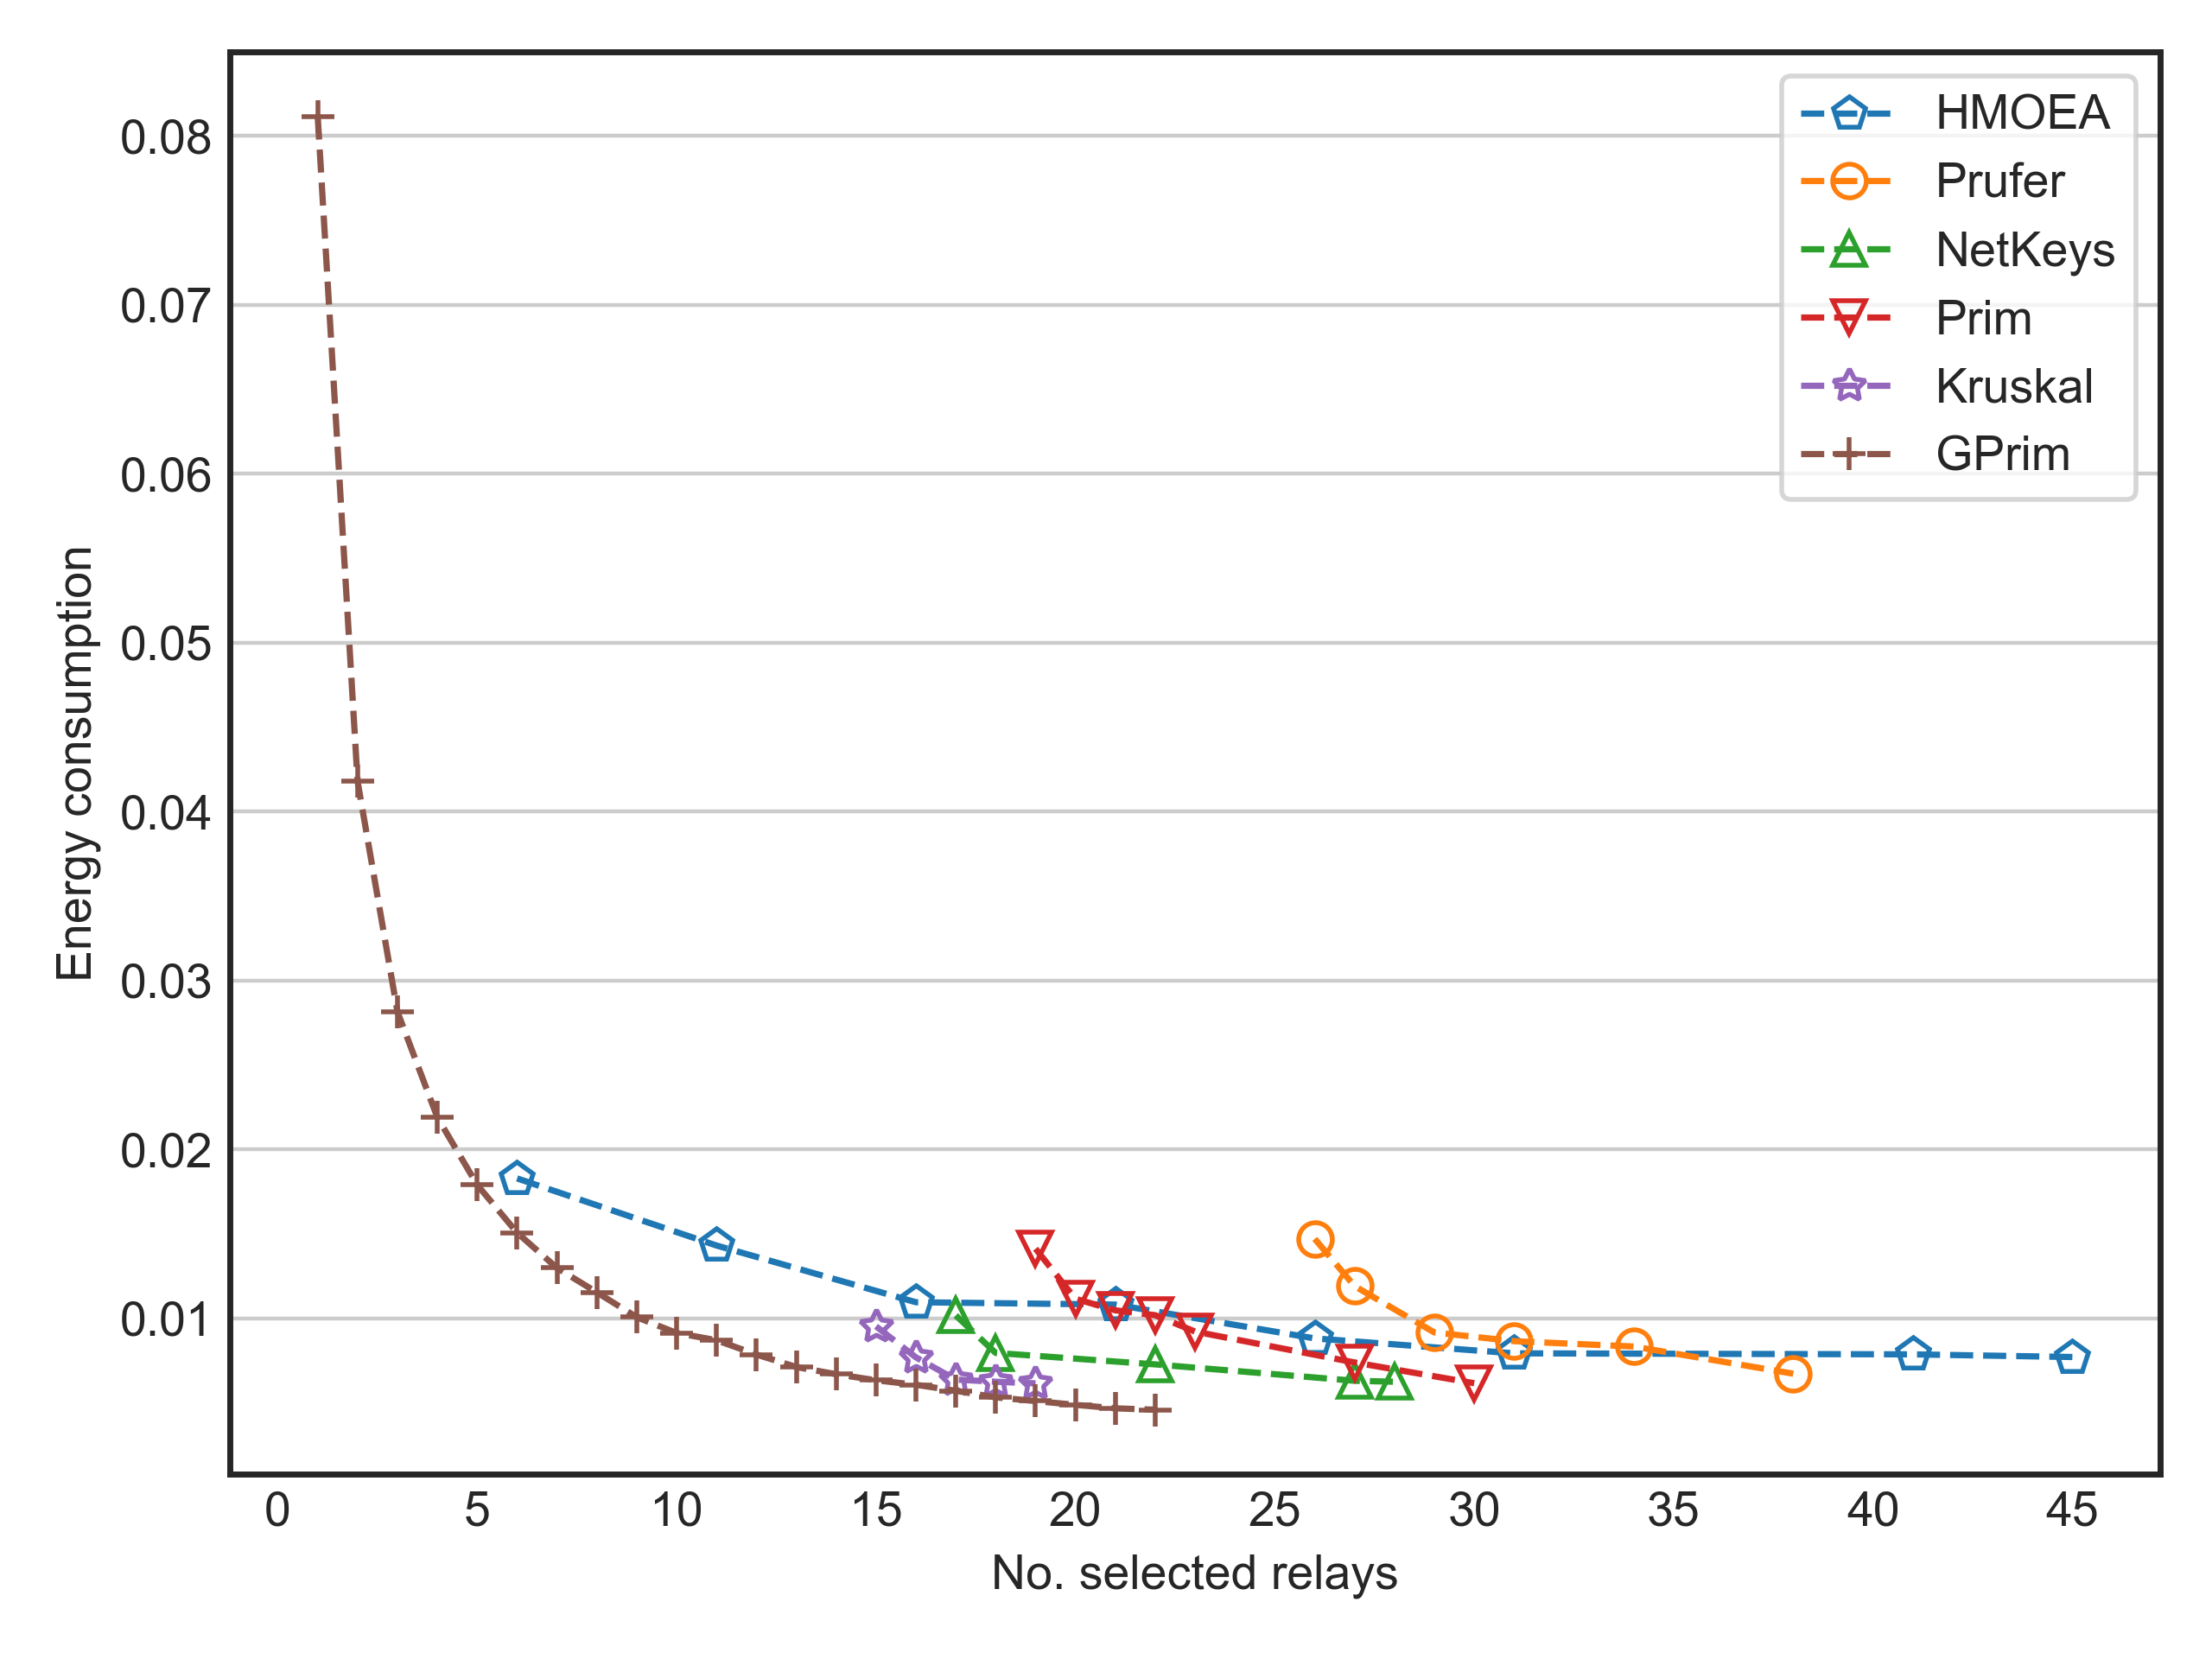 HMOEA
Prufer
NetKeys
Prim
Kruskal
GPrim
Energy consumption
0.08
0.07
0.06
0.05
0.04
0.03
0.02
0.01
0 5 10 15 20 25 30 35 40 45
No. selected relays